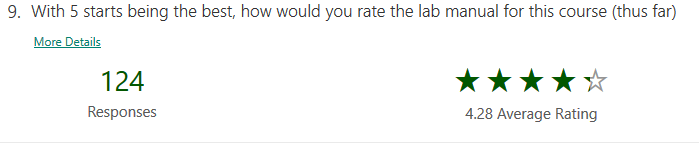 9. With 5 starts being the best, how would you rate the lab manual for this course (thus far)
More Details
124
Responses
4.28 Average Rating